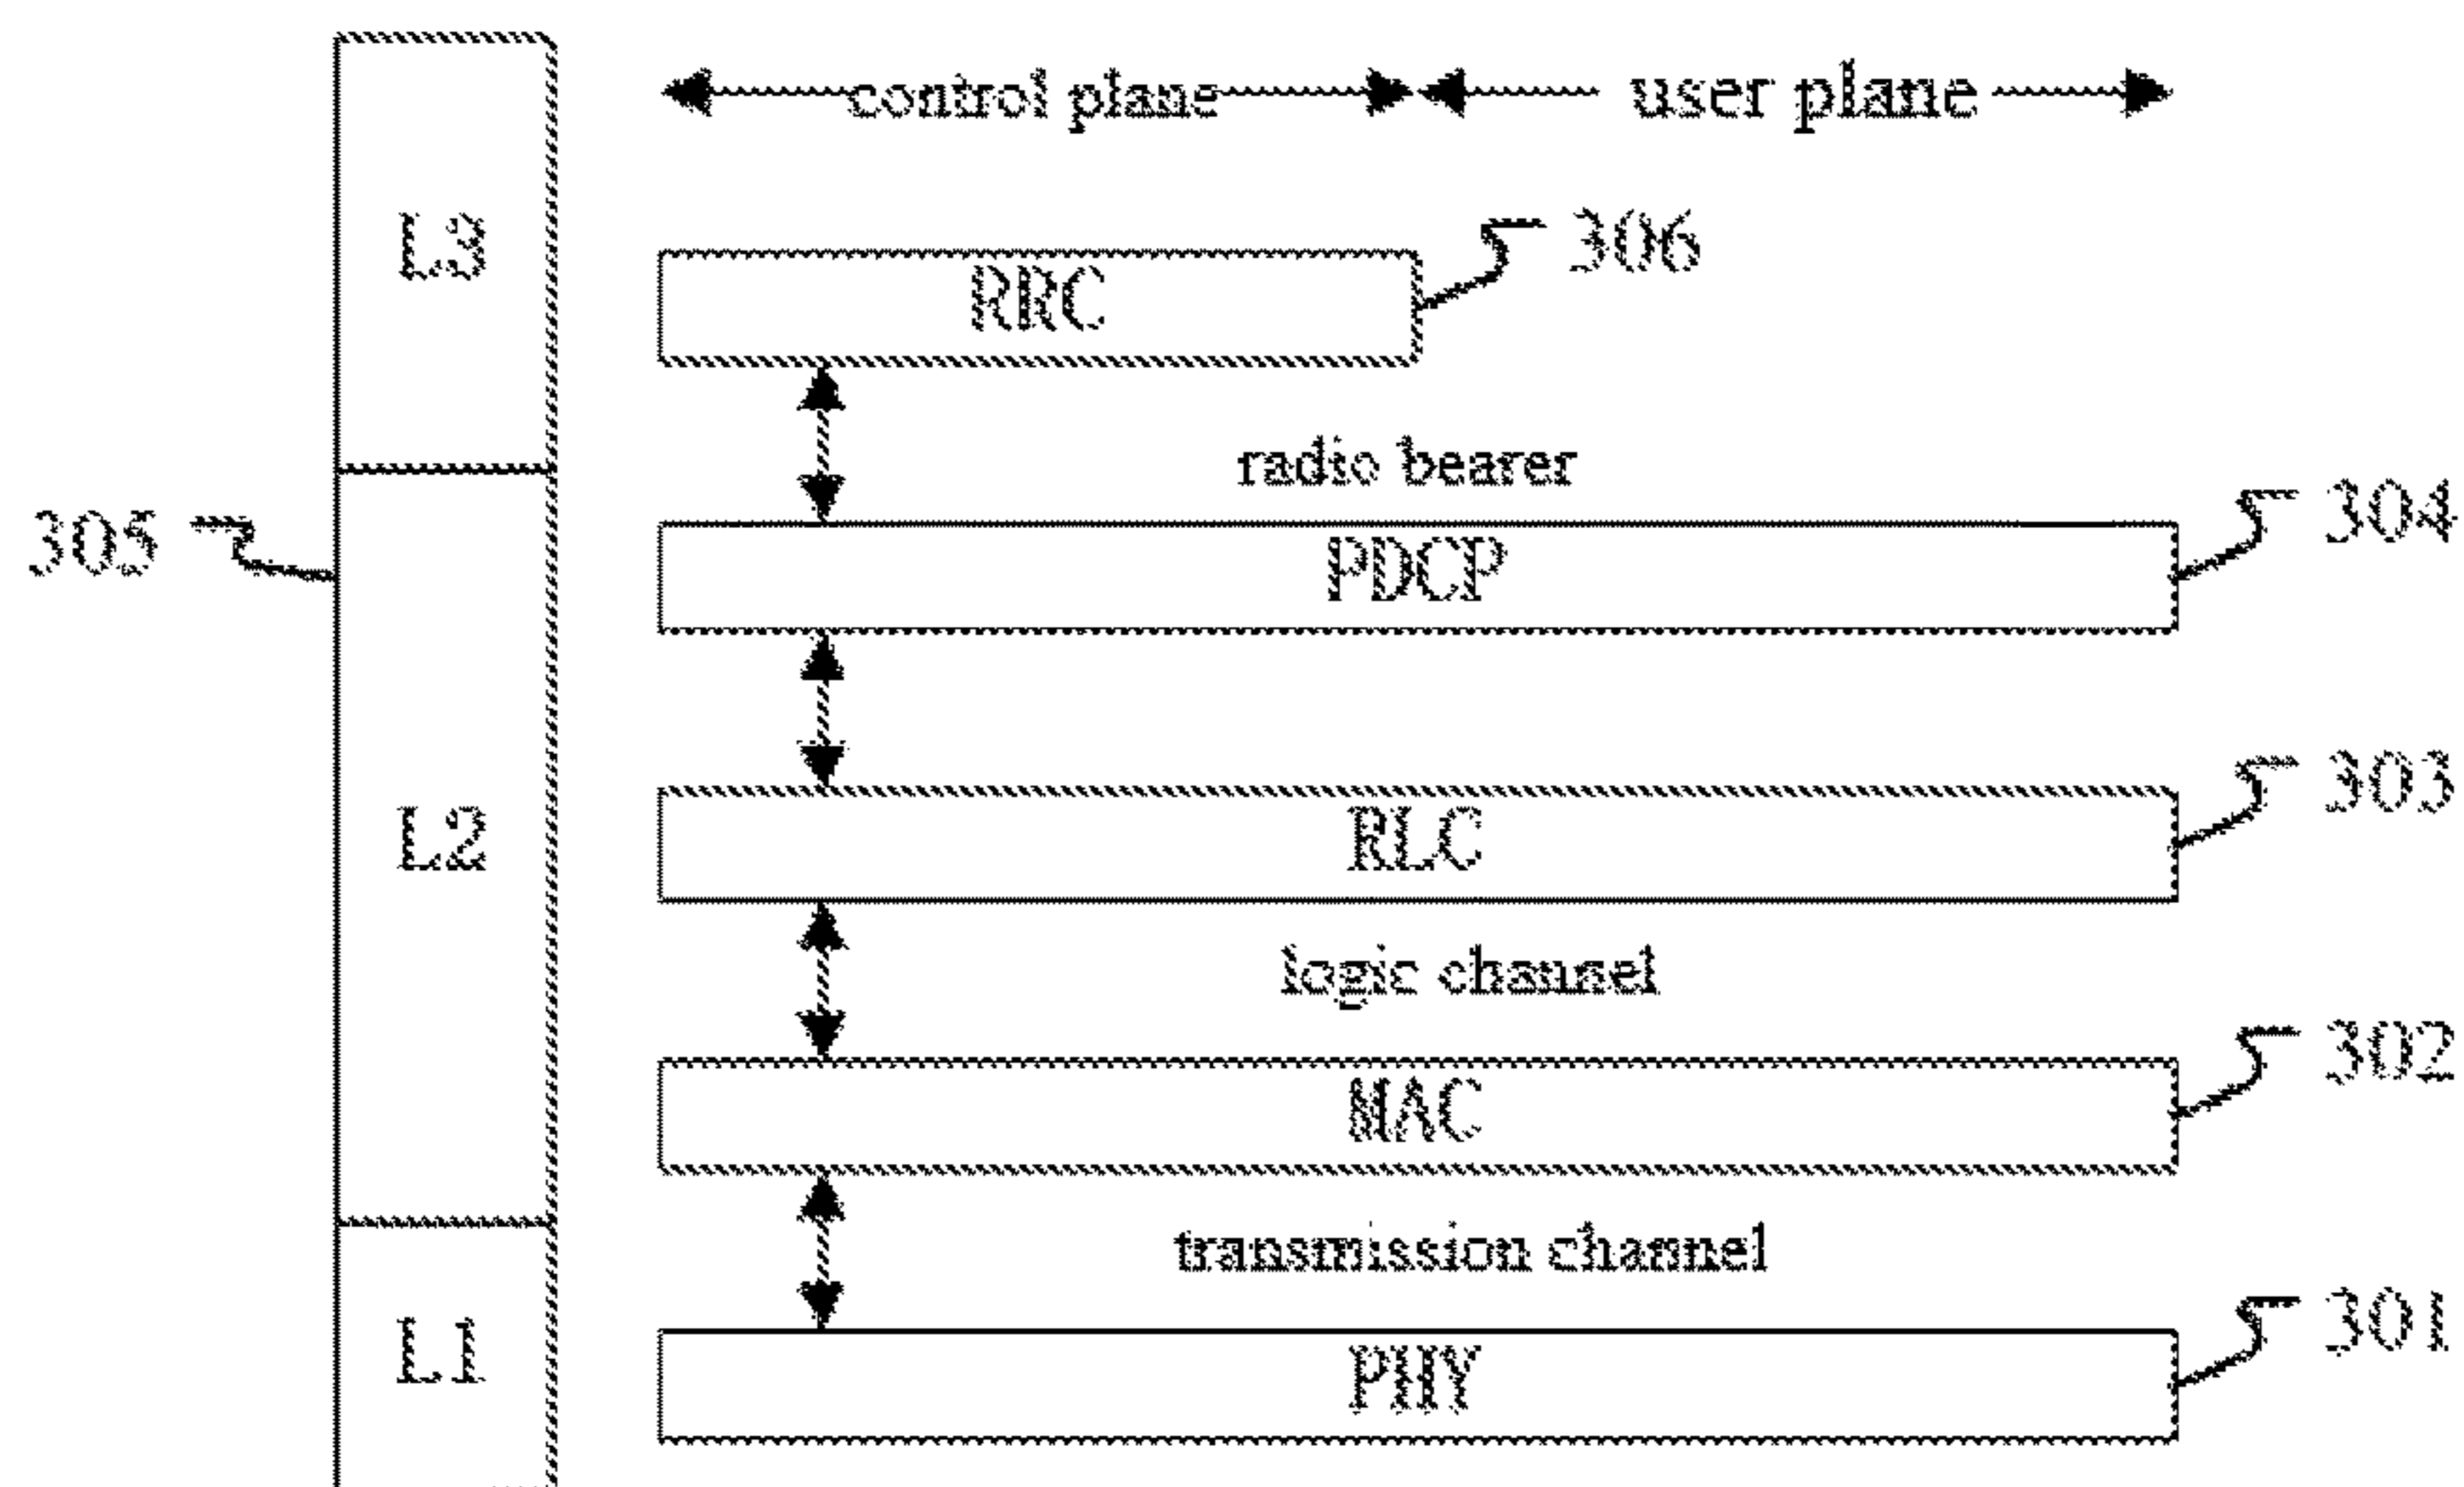 control plane user plane
L3
RRC 306
radio bearer
305 PDCP 304
L2 RLC 303
logic channel
MAC 302
transmission channel
L1 PHY 301